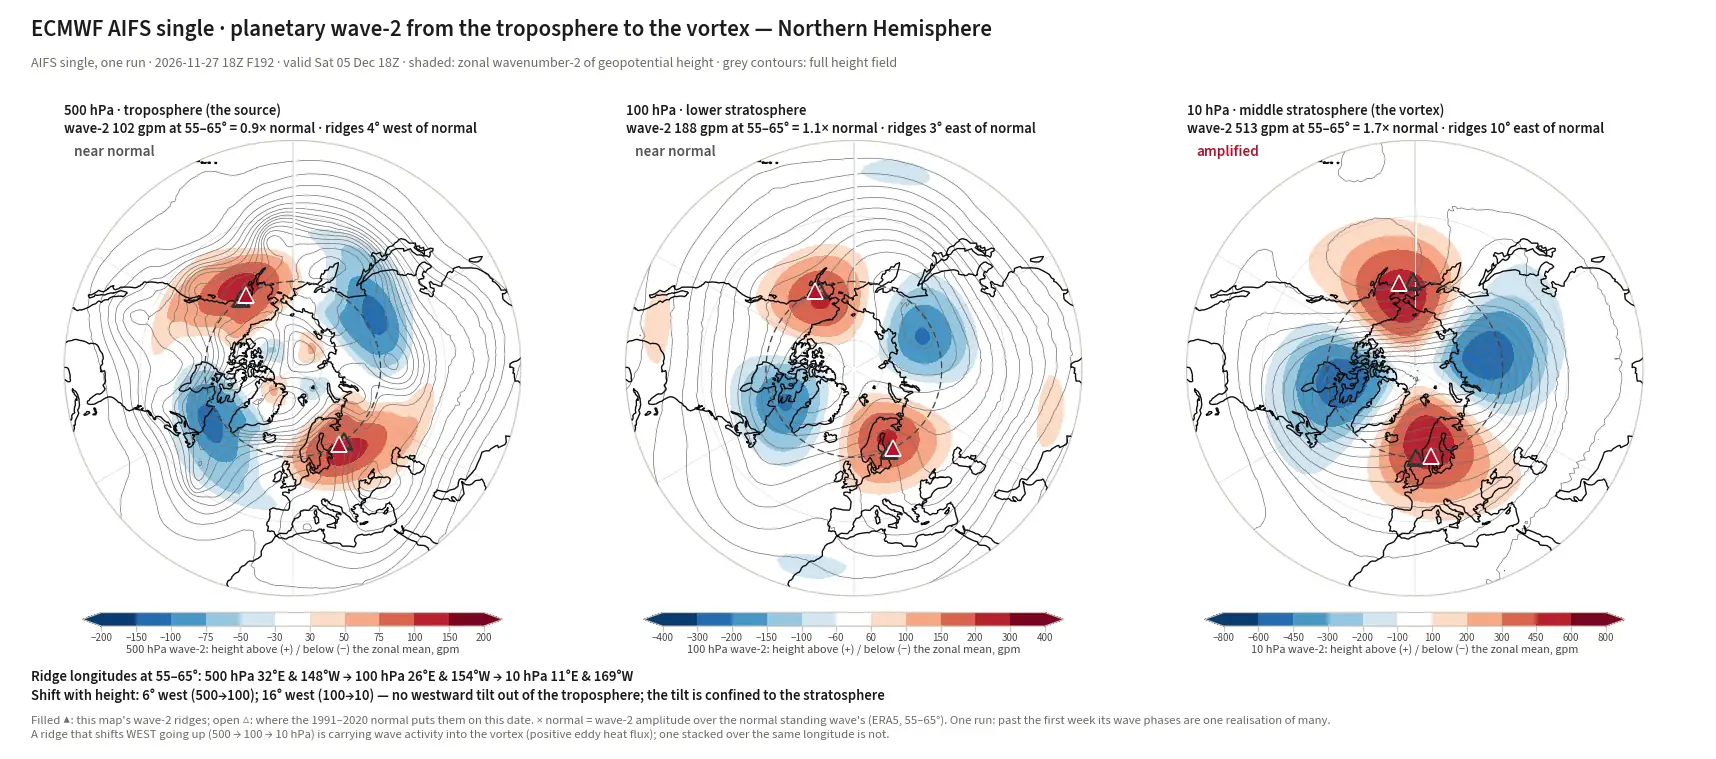 ECMWF AIFS single · planetary wave-2 from the troposphere to the vortex — Northern Hemisphere
AIFS single, one run · 2026-11-27 18Z F192 · valid Sat 05 Dec 18Z · shaded: zonal wavenumber-2 of geopotential height · grey contours: full height field
500 hPa · troposphere (the source)
wave-2 102 gpm at 55–65° = 0.9× normal · ridges 4° west of normal
near normal
100 hPa · lower stratosphere
wave-2 188 gpm at 55–65° = 1.1× normal · ridges 3° east of normal
near normal
10 hPa · middle stratosphere (the vortex)
wave-2 513 gpm at 55–65° = 1.7× normal · ridges 10° east of normal
amplified
−200 −150 −100 −75 −50 −30 30 50 75 100 150 200
500 hPa wave-2: height above (+) / below (−) the zonal mean, gpm
−400 −300 −200 −150 −100 −60 60 100 150 200 300 400
100 hPa wave-2: height above (+) / below (−) the zonal mean, gpm
−800 −600 −450 −300 −200 −100 100 200 300 450 600 800
10 hPa wave-2: height above (+) / below (−) the zonal mean, gpm
Ridge longitudes at 55–65°: 500 hPa 32°E & 148°W → 100 hPa 26°E & 154°W → 10 hPa 11°E & 169°W
Shift with height: 6° west (500→100); 16° west (100→10) — no westward tilt out of the troposphere; the tilt is confined to the stratosphere
Filled ▲: this map's wave-2 ridges; open △: where the 1991–2020 normal puts them on this date. × normal = wave-2 amplitude over the normal standing wave's (ERA5, 55–65°). One run: past the first week its wave phases are one realisation of many.
A ridge that shifts WEST going up (500 → 100 → 10 hPa) is carrying wave activity into the vortex (positive eddy heat flux); one stacked over the same longitude is not.